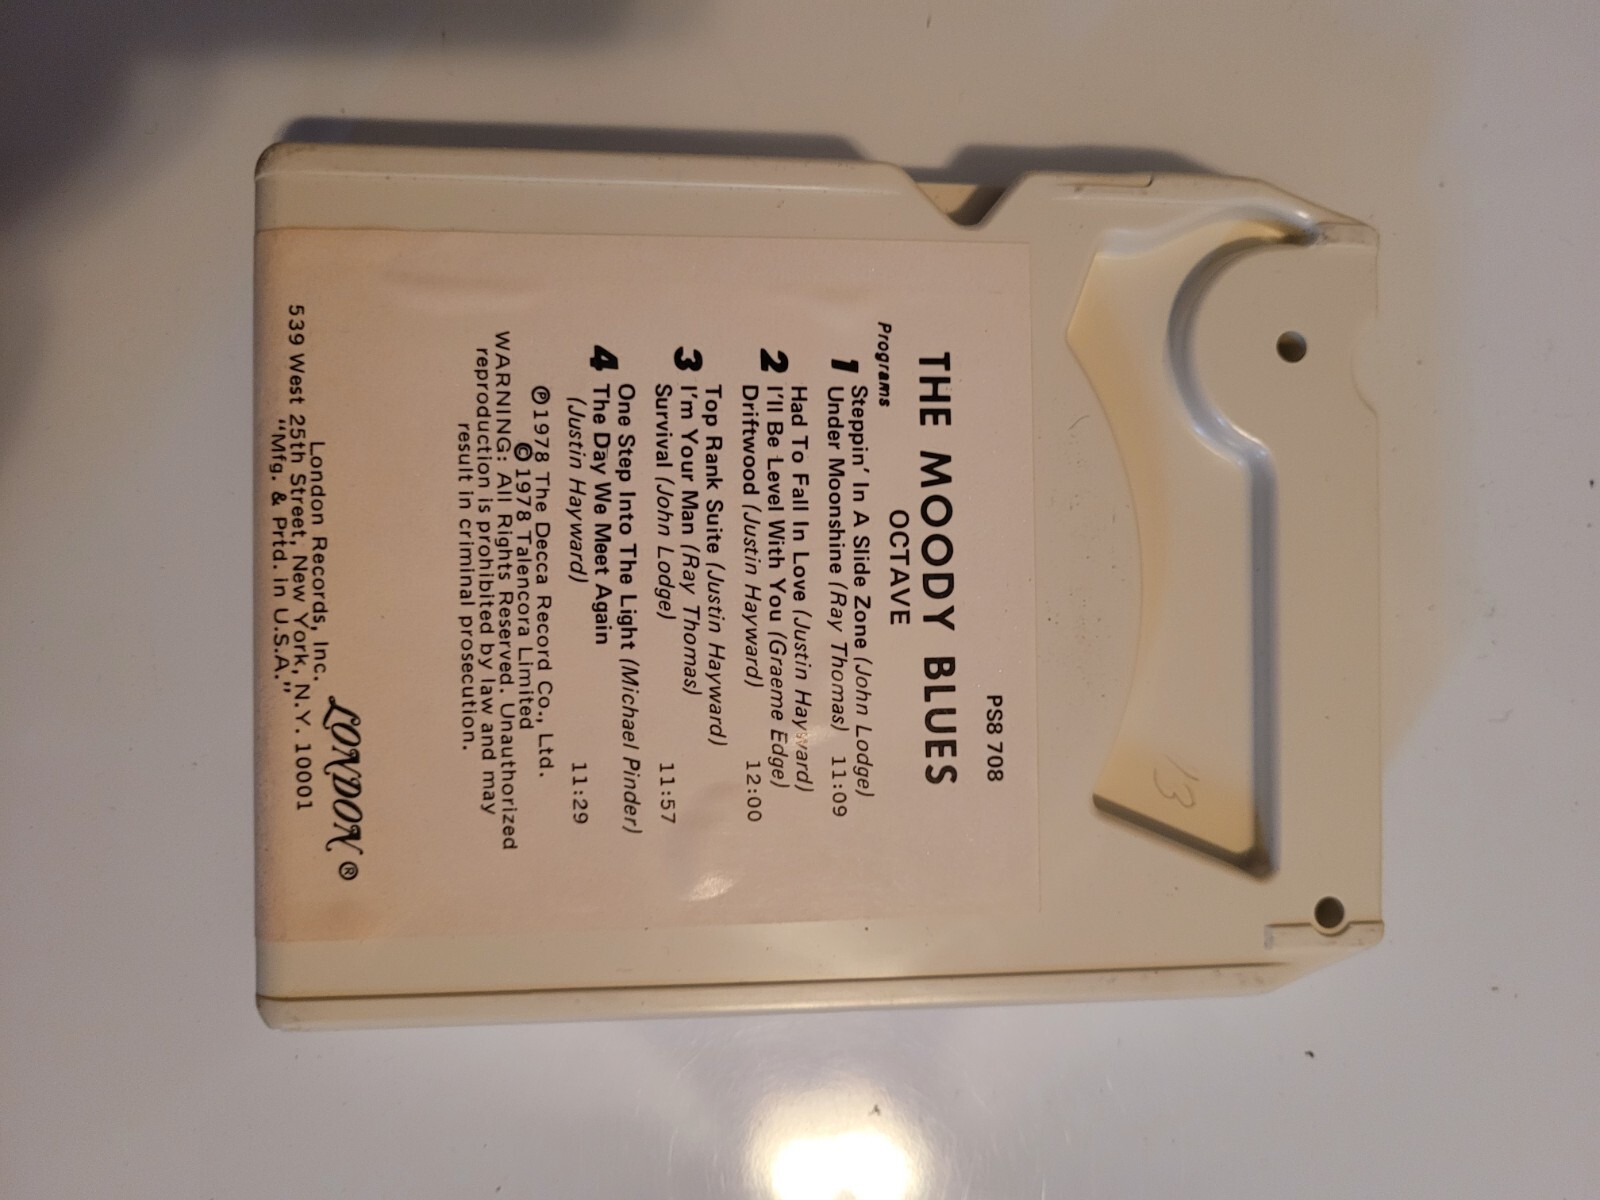 PS8 708
THE MOODY BLUES
OCTAVE
Programs
Steppin' In A Slide Zone (John Lodge)
1 Under Moonshine (Ray Thomas) 11:09
Had To Fall In Love (Justin Hayward)
2 I'll Be Level With You (Graeme Edge)
Driftwood (Justin Hayward) 12:00
Top Rank Suite (Justin Hayward)
3 I'm Your Man (Ray Thomas)
Survival (John Lodge) 11:57
One Step Into The Light (Michael Pinder)
4 The Day We Meet Again
(Justin Hayward) 11:29
℗1978 The Decca Record Co., Ltd.
©1978 Talencora Limited
WARNING: All Rights Reserved. Unauthorized
reproduction is prohibited by law and may
result in criminal prosecution.
LONDON ®
London Records, Inc.
539 West 25th Street, New York, N.Y. 10001
"Mfg. & Prtd. in U.S.A."
13